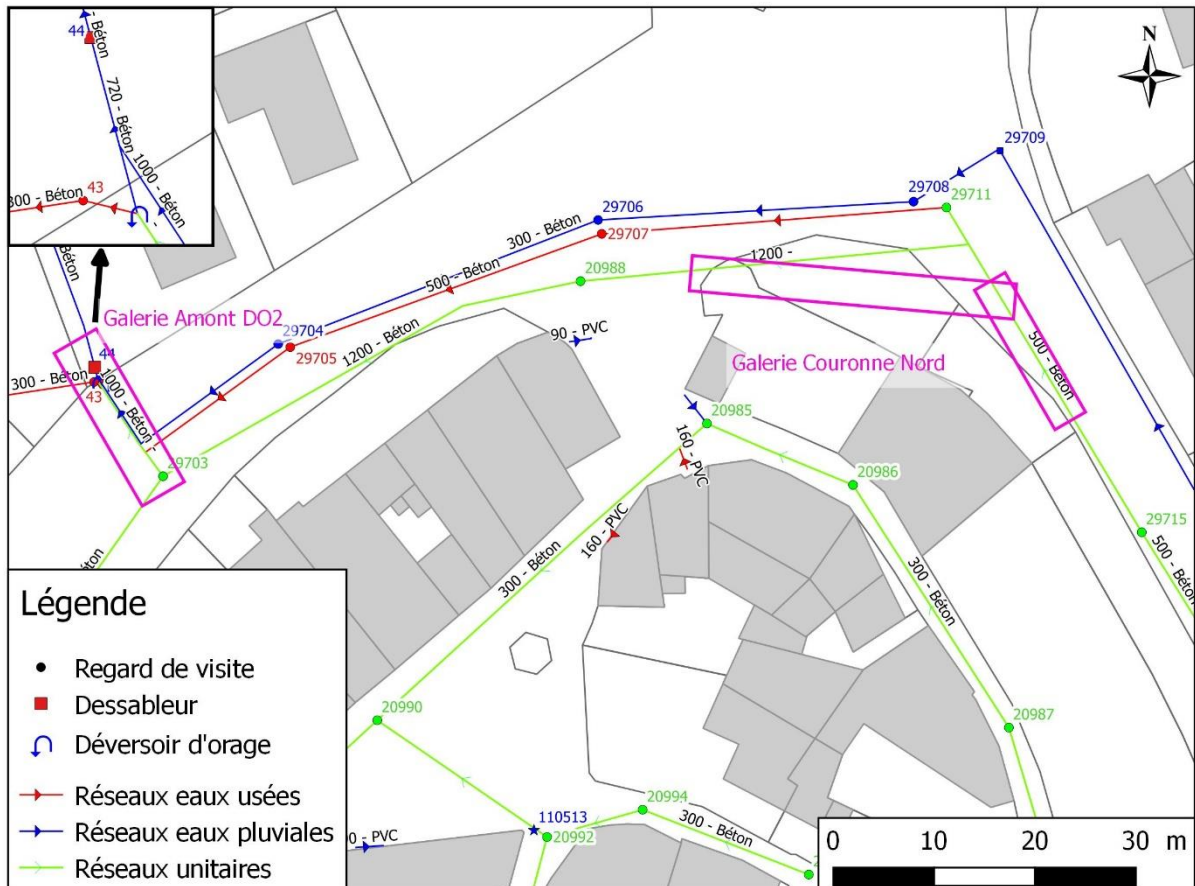 44
- Béton
720 - Béton
1000 - Béton
300 - Béton
43
-
N
29709
29708
29711
29706
300 - Béton
29707
500 - Béton
20988
1200 -
Béton
Galerie Amont DO2
29704
29705
90 - PVC
1200 - Béton
44
300 - Béton
43
1000 - Béton -
Galerie Couronne Nord
500 - Béton
20985
160 - PVC
29703
20986
29715
160 - PVC
500 - Béton
300 - Béton
300 - Béton
éton
20990
20987
20994
110513
20992
300 - Béton
0 - PVC
2
Légende
Regard de visite
Dessableur
Déversoir d'orage
Réseaux eaux usées
Réseaux eaux pluviales
Réseaux unitaires
0 10 20 30 m